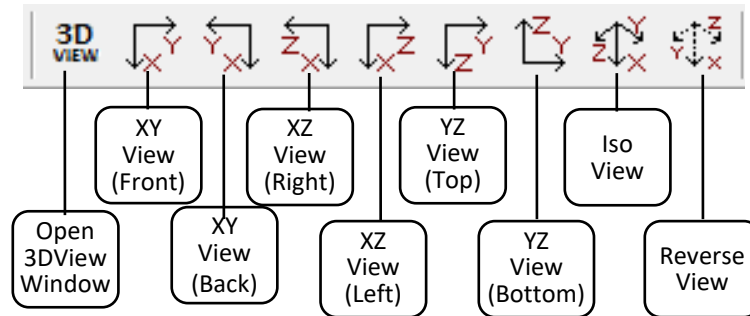 3D
VIEW
Y
X
Y
X
Z
X
Z
X
Y
Z
Z
Y
Y
Z
X
Z
Y
X
XY
View
(Front)
XZ
View
(Right)
YZ
View
(Top)
Iso
View
Open
3DView
Window
XY
View
(Back)
XZ
View
(Left)
YZ
View
(Bottom)
Reverse
View